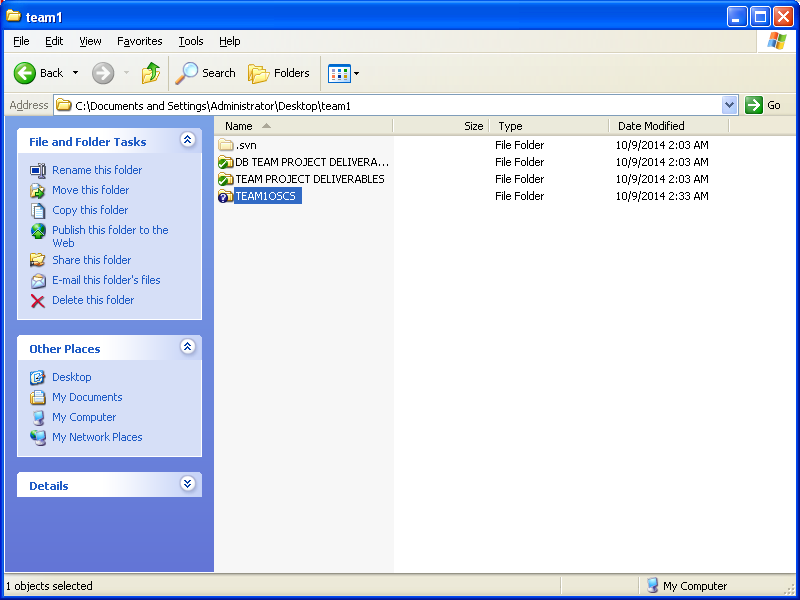 team1
File Edit View Favorites Tools Help
Back Search Folders
Address C:\Documents and Settings\Administrator\Desktop\team1 Go
File and Folder Tasks
Rename this folder
Move this folder
Copy this folder
Publish this folder to the
Web
Share this folder
E-mail this folder's files
Delete this folder
Other Places
Desktop
My Documents
My Computer
My Network Places
Details
Name Size Type Date Modified
.svn File Folder 10/9/2014 2:03 AM
DB TEAM PROJECT DELIVERA... File Folder 10/9/2014 2:03 AM
TEAM PROJECT DELIVERABLES File Folder 10/9/2014 2:03 AM
TEAM1OSCS File Folder 10/9/2014 2:33 AM
1 objects selected My Computer